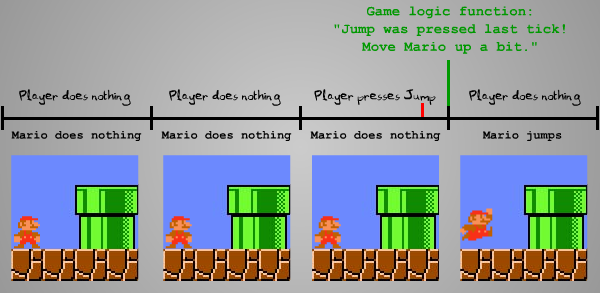 Game logic function:
"Jump was pressed last tick!
Move Mario up a bit."
Player does nothing
Player does nothing
Player presses Jump
Player does nothing
Mario does nothing
Mario does nothing
Mario does nothing
Mario jumps